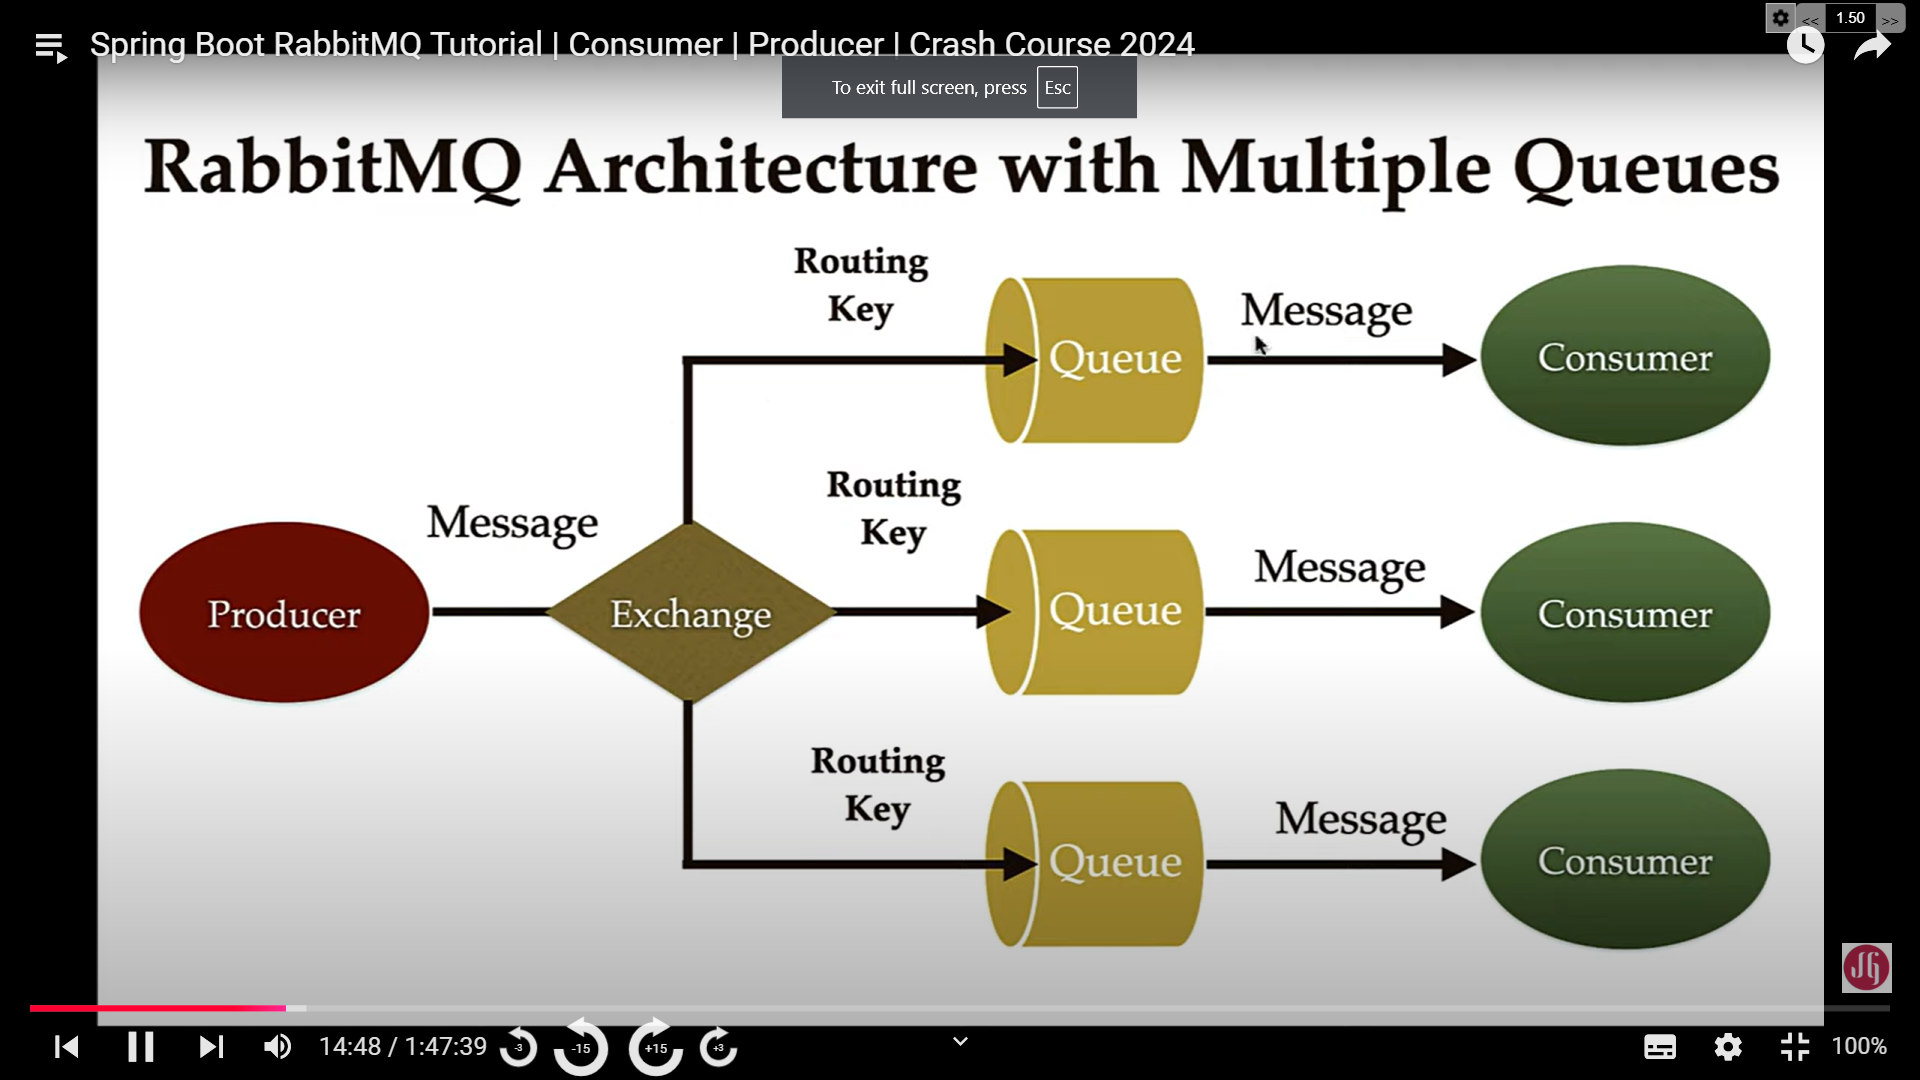 Spring Boot RabbitMQ Tutorial | Consumer | Producer | Crash Course 2024
<< 1.50 >>
To exit full screen, press Esc
RabbitMQ Architecture with Multiple Queues
Routing
Key
Queue
Message
Consumer
Routing
Key
Message
Producer
Exchange
Queue
Message
Consumer
Routing
Key
Queue
Message
Consumer
14:48 / 1:47:39
-3
-15
+15
+3
100%